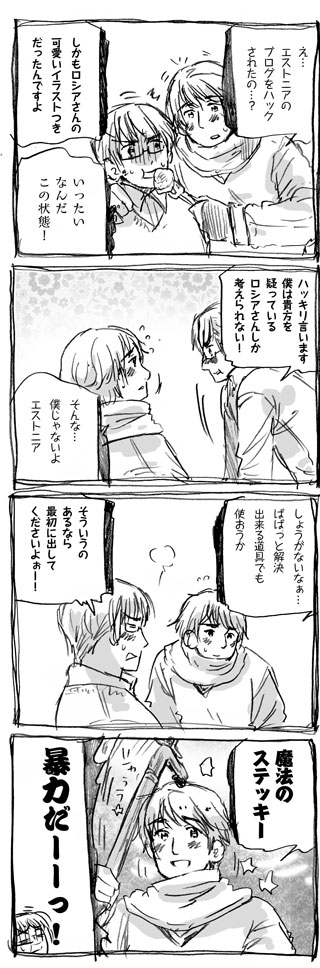 え…
エストニアの
ブログをハック
されたの…?
しかもロシアさんの
可愛いイラストつき
だったんですよ
いったい
なんだ
この状態!
ハッキリ言います
僕は貴方を
疑っている
ロシアさんしか
考えられない!
そんな…
僕じゃないよ
エストニア
しょうがないなぁ…
ぱぱっと解決
出来る道具でも
使おうか
そういうの
あるなら
最初に出して
くださいよぉー!
魔法の
ステッキー
キラ
キラ
暴力だーーっ!